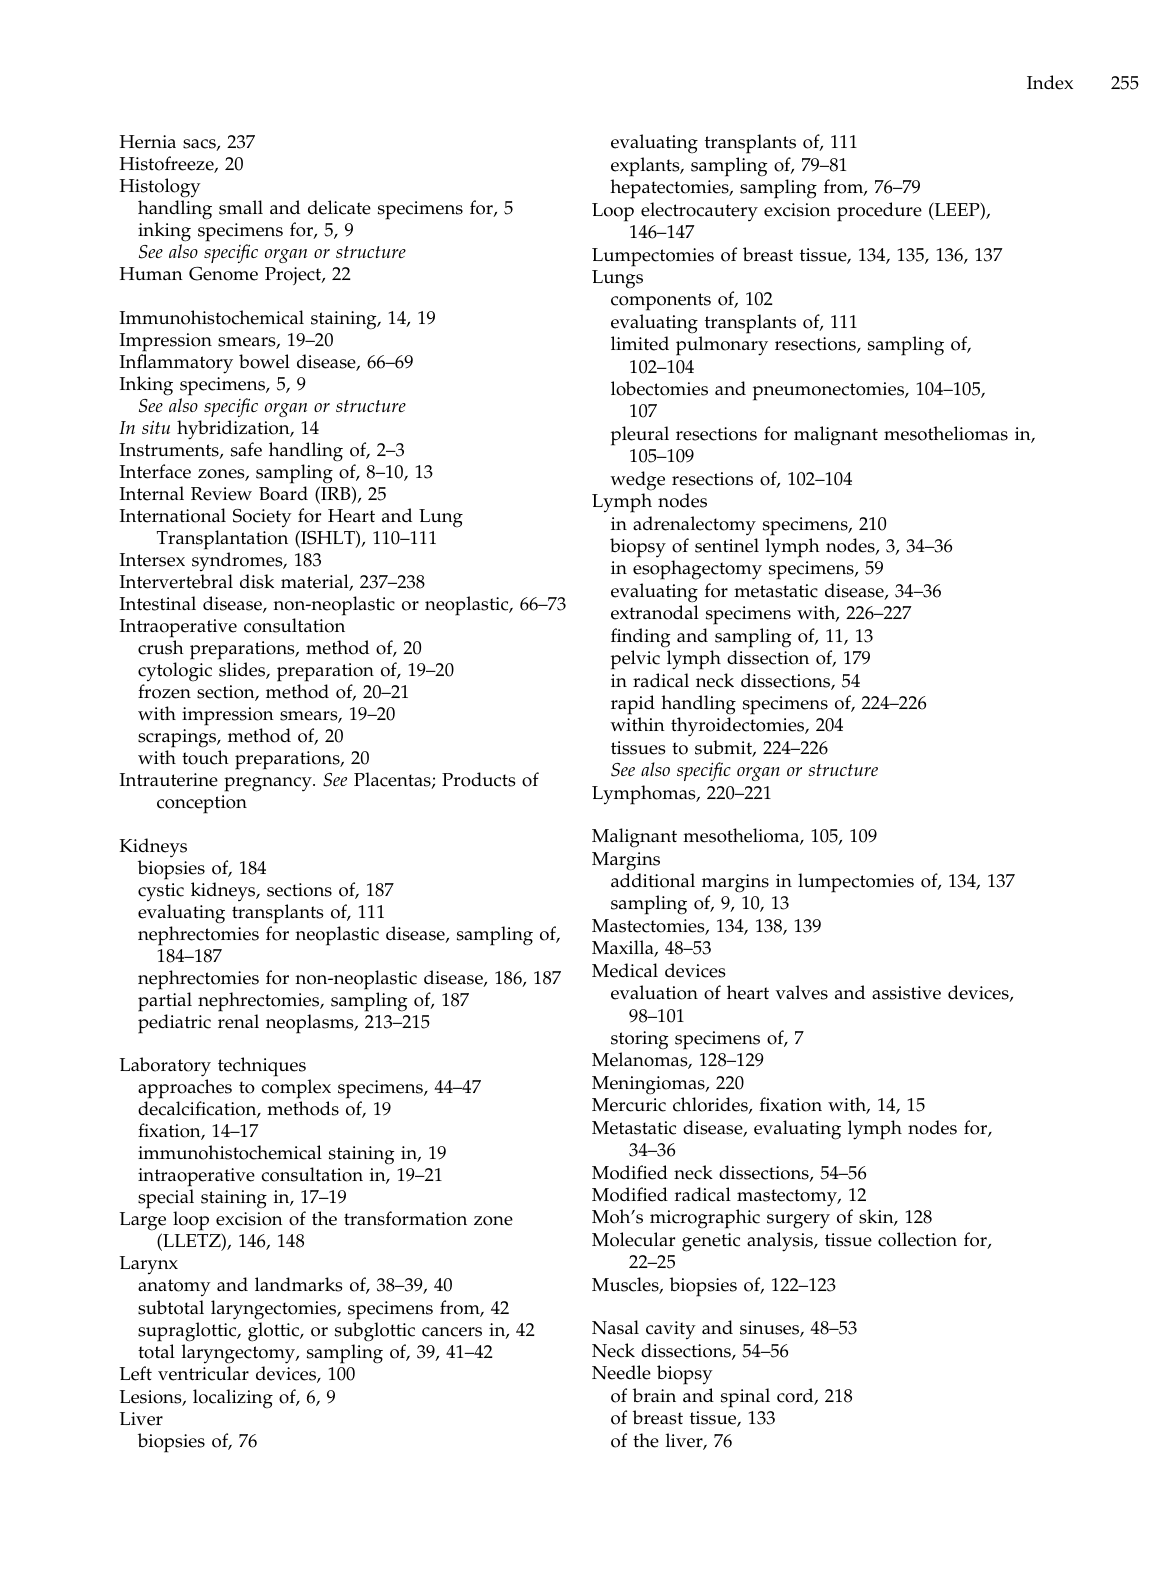 Index 255
Hernia sacs, 237
Histofreeze, 20
Histology
handling small and delicate specimens for, 5
inking specimens for, 5, 9
See also specific organ or structure
Human Genome Project, 22
Immunohistochemical staining, 14, 19
Impression smears, 19–20
Inflammatory bowel disease, 66–69
Inking specimens, 5, 9
See also specific organ or structure
In situ hybridization, 14
Instruments, safe handling of, 2–3
Interface zones, sampling of, 8–10, 13
Internal Review Board (IRB), 25
International Society for Heart and Lung
Transplantation (ISHLT), 110–111
Intersex syndromes, 183
Intervertebral disk material, 237–238
Intestinal disease, non-neoplastic or neoplastic, 66–73
Intraoperative consultation
crush preparations, method of, 20
cytologic slides, preparation of, 19–20
frozen section, method of, 20–21
with impression smears, 19–20
scrapings, method of, 20
with touch preparations, 20
Intrauterine pregnancy. See Placentas; Products of
conception
Kidneys
biopsies of, 184
cystic kidneys, sections of, 187
evaluating transplants of, 111
nephrectomies for neoplastic disease, sampling of,
184–187
nephrectomies for non-neoplastic disease, 186, 187
partial nephrectomies, sampling of, 187
pediatric renal neoplasms, 213–215
Laboratory techniques
approaches to complex specimens, 44–47
decalcification, methods of, 19
fixation, 14–17
immunohistochemical staining in, 19
intraoperative consultation in, 19–21
special staining in, 17–19
Large loop excision of the transformation zone
(LLETZ), 146, 148
Larynx
anatomy and landmarks of, 38–39, 40
subtotal laryngectomies, specimens from, 42
supraglottic, glottic, or subglottic cancers in, 42
total laryngectomy, sampling of, 39, 41–42
Left ventricular devices, 100
Lesions, localizing of, 6, 9
Liver
biopsies of, 76
evaluating transplants of, 111
explants, sampling of, 79–81
hepatectomies, sampling from, 76–79
Loop electrocautery excision procedure (LEEP),
146–147
Lumpectomies of breast tissue, 134, 135, 136, 137
Lungs
components of, 102
evaluating transplants of, 111
limited pulmonary resections, sampling of,
102–104
lobectomies and pneumonectomies, 104–105,
107
pleural resections for malignant mesotheliomas in,
105–109
wedge resections of, 102–104
Lymph nodes
in adrenalectomy specimens, 210
biopsy of sentinel lymph nodes, 3, 34–36
in esophagectomy specimens, 59
evaluating for metastatic disease, 34–36
extranodal specimens with, 226–227
finding and sampling of, 11, 13
pelvic lymph dissection of, 179
in radical neck dissections, 54
rapid handling specimens of, 224–226
within thyroidectomies, 204
tissues to submit, 224–226
See also specific organ or structure
Lymphomas, 220–221
Malignant mesothelioma, 105, 109
Margins
additional margins in lumpectomies of, 134, 137
sampling of, 9, 10, 13
Mastectomies, 134, 138, 139
Maxilla, 48–53
Medical devices
evaluation of heart valves and assistive devices,
98–101
storing specimens of, 7
Melanomas, 128–129
Meningiomas, 220
Mercuric chlorides, fixation with, 14, 15
Metastatic disease, evaluating lymph nodes for,
34–36
Modified neck dissections, 54–56
Modified radical mastectomy, 12
Moh's micrographic surgery of skin, 128
Molecular genetic analysis, tissue collection for,
22–25
Muscles, biopsies of, 122–123
Nasal cavity and sinuses, 48–53
Neck dissections, 54–56
Needle biopsy
of brain and spinal cord, 218
of breast tissue, 133
of the liver, 76